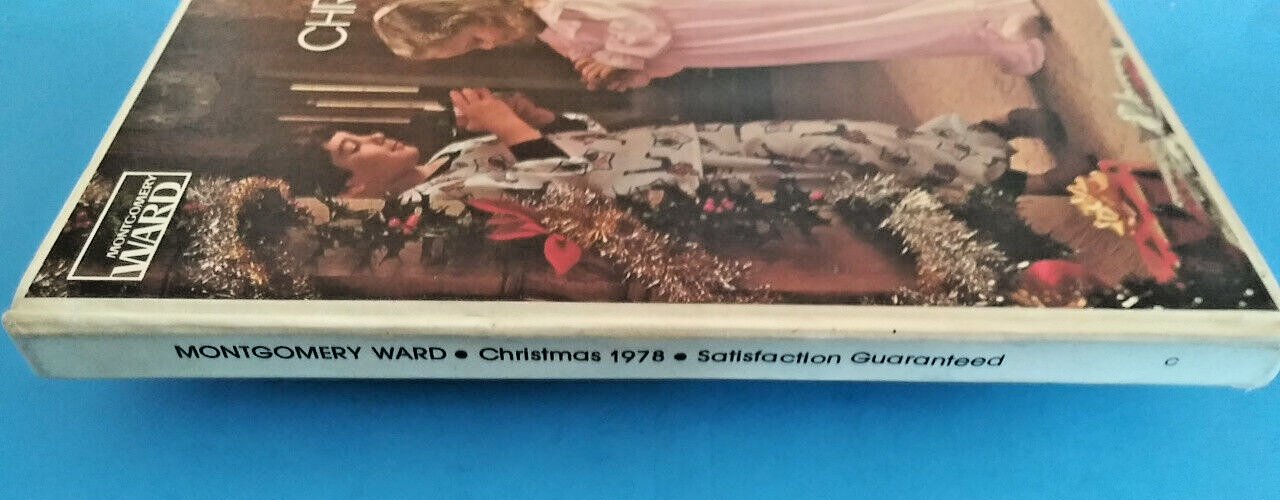 CHR
MONTGOMERY
WARD
MONTGOMERY WARD • Christmas 1978 • Satisfaction Guaranteed C